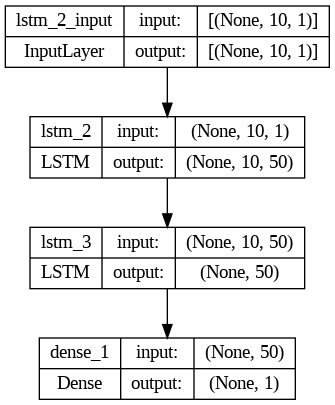 lstm_2_input input: [(None, 10, 1)]
InputLayer output: [(None, 10, 1)]
lstm_2 input: (None, 10, 1)
LSTM output: (None, 10, 50)
lstm_3 input: (None, 10, 50)
LSTM output: (None, 50)
dense_1 input: (None, 50)
Dense output: (None, 1)